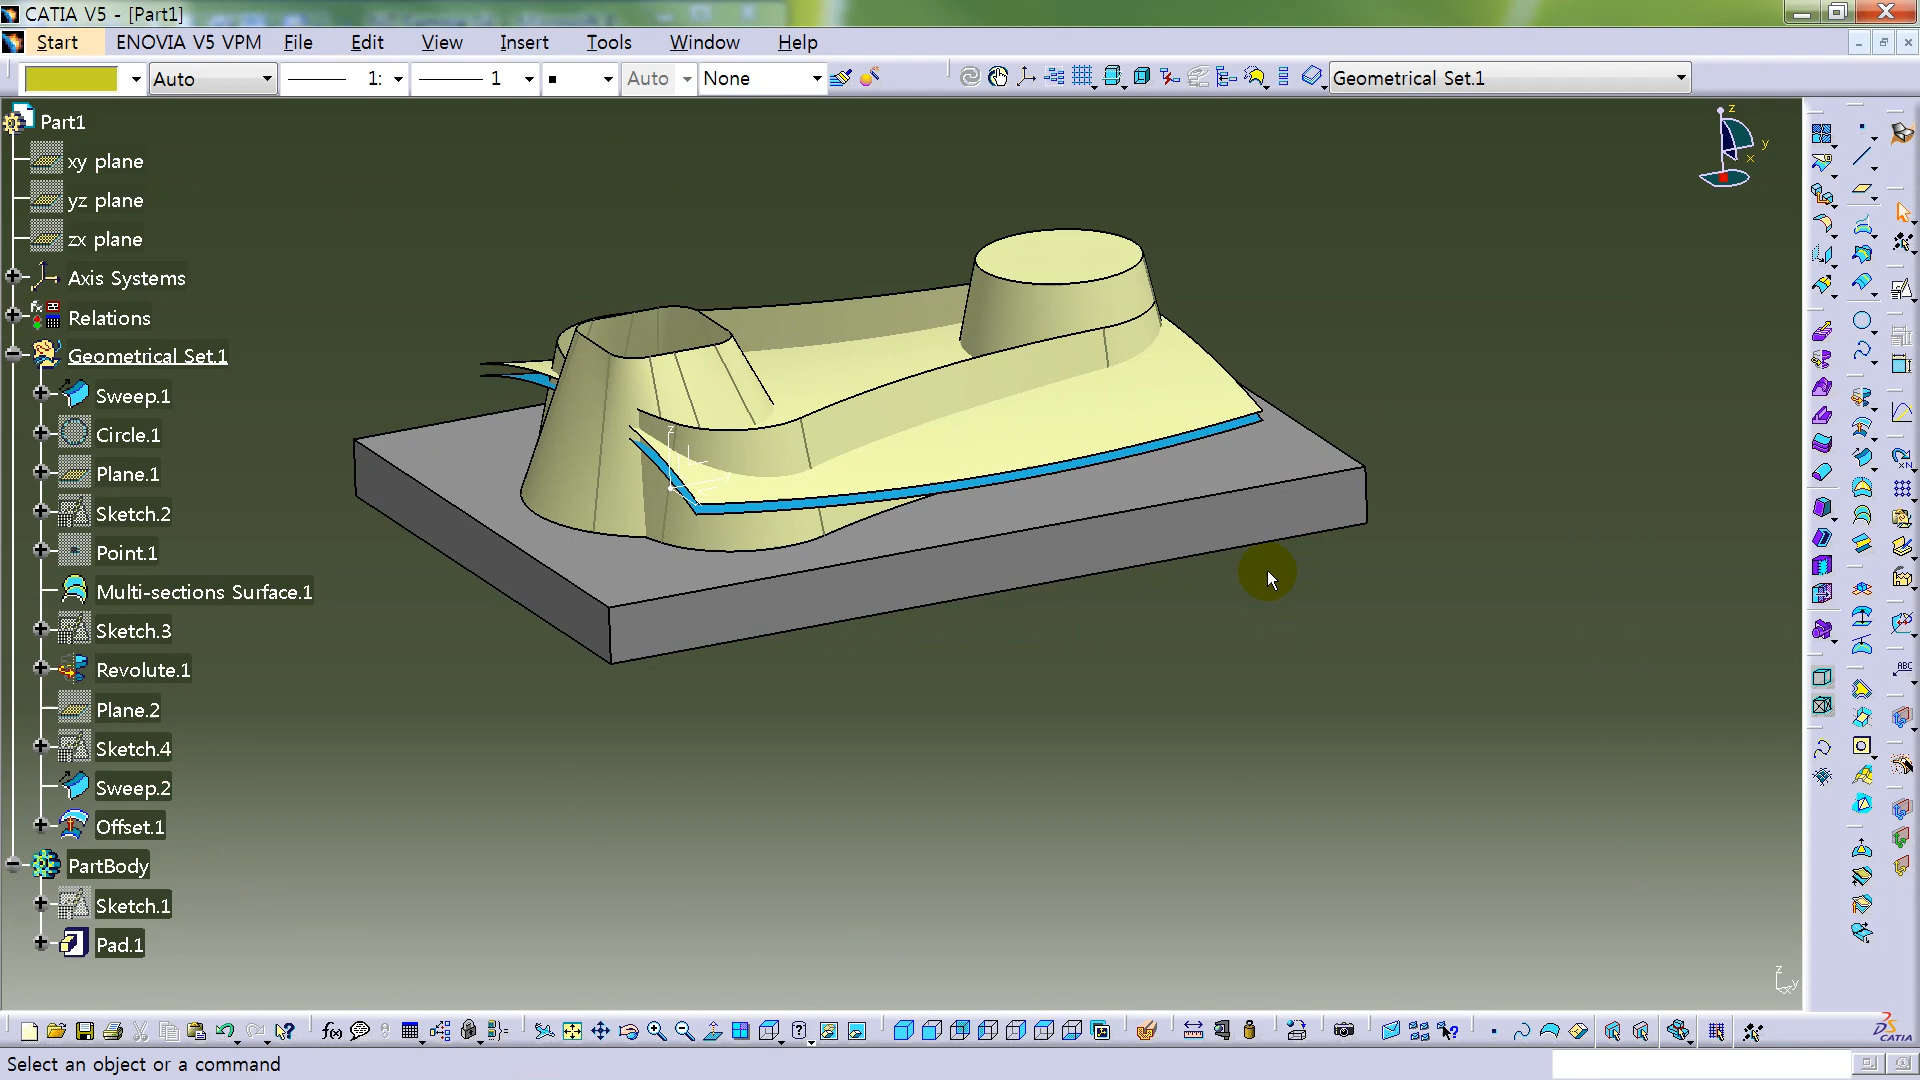 CATIA V5 - [Part1]
Start ENOVIA V5 VPM File Edit View Insert Tools Window Help
Auto 1: 1 Auto None Geometrical Set.1
Part1
xy plane
yz plane
zx plane
Axis Systems
Relations
Geometrical Set.1
Sweep.1
Circle.1
Plane.1
Sketch.2
Point.1
Multi-sections Surface.1
Sketch.3
Revolute.1
Plane.2
Sketch.4
Sweep.2
Offset.1
PartBody
Sketch.1
Pad.1
z
y
x
z
z
y
ABC
f(x)
CATIA
Select an object or a command